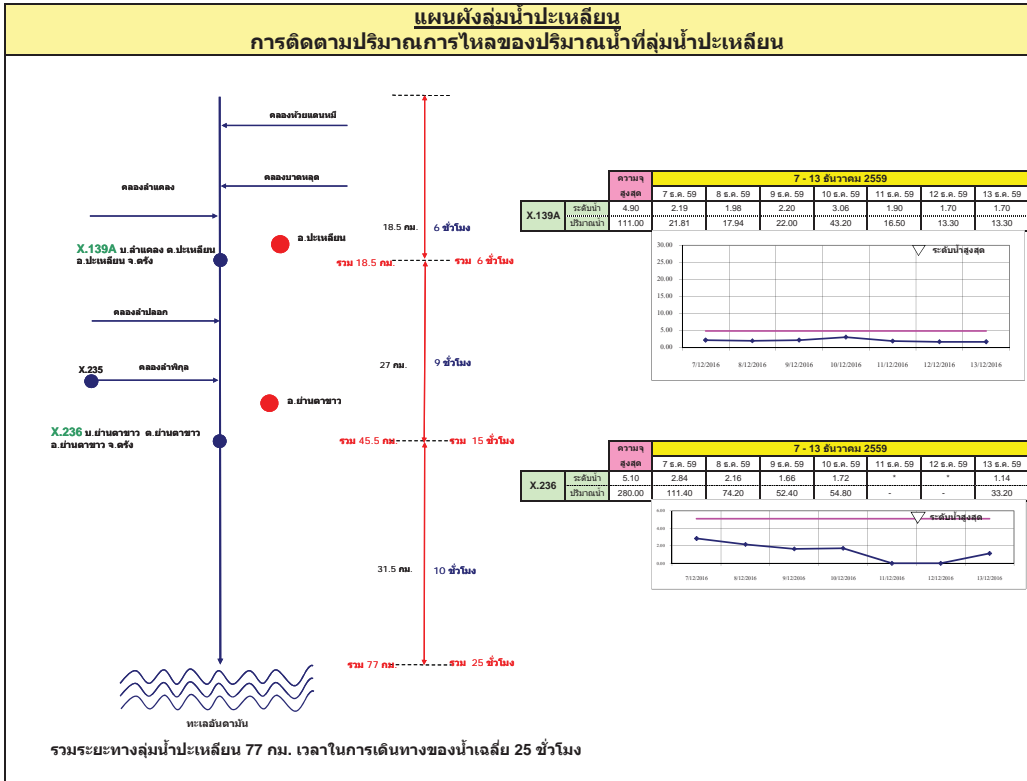 แผนผังลุ่มน้ำปะเหลียน
การติดตามปริมาณการไหลของปริมาณน้ำที่ลุ่มน้ำปะเหลียน
คลองห้วยแดนหมี
คลองบาตหลุด
คลองลำแคลง
18.5 กม. 6 ชั่วโมง
อ.ปะเหลียน
X.139A บ.ลำแคลง ต.ปะเหลียน
อ.ปะเหลียน จ.ตรัง
รวม 18.5 กม. รวม 6 ชั่วโมง
คลองลำปลอก
27 กม. 9 ชั่วโมง
X.235 คลองลำพิกุล
อ.ย่านตาขาว
X.236 บ.ย่านตาขาว ต.ย่านตาขาว
อ.ย่านตาขาว จ.ตรัง
รวม 45.5 กม. รวม 15 ชั่วโมง
31.5 กม. 10 ชั่วโมง
รวม 77 กม. รวม 25 ชั่วโมง
ทะเลอันดามัน
ความจุ 7 - 13 ธันวาคม 2559
สูงสุด 7 ธ.ค. 59 8 ธ.ค. 59 9 ธ.ค. 59 10 ธ.ค. 59 11 ธ.ค. 59 12 ธ.ค. 59 13 ธ.ค. 59
X.139A
ระดับน้ำ 4.90 2.19 1.98 2.20 3.06 1.90 1.70 1.70
ปริมาณน้ำ 111.00 21.81 17.94 22.00 43.20 16.50 13.30 13.30
ระดับน้ำสูงสุด
30.00
25.00
20.00
15.00
10.00
5.00
0.00
7/12/2016 8/12/2016 9/12/2016 10/12/2016 11/12/2016 12/12/2016 13/12/2016
ความจุ 7 - 13 ธันวาคม 2559
สูงสุด 7 ธ.ค. 59 8 ธ.ค. 59 9 ธ.ค. 59 10 ธ.ค. 59 11 ธ.ค. 59 12 ธ.ค. 59 13 ธ.ค. 59
X.236
ระดับน้ำ 5.10 2.84 2.16 1.66 1.72 * * 1.14
ปริมาณน้ำ 280.00 111.40 74.20 52.40 54.80 - - 33.20
ระดับน้ำสูงสุด
6.00
4.00
2.00
0.00
7/12/2016 8/12/2016 9/12/2016 10/12/2016 11/12/2016 12/12/2016 13/12/2016
รวมระยะทางลุ่มน้ำปะเหลียน 77 กม. เวลาในการเดินทางของน้ำเฉลี่ย 25 ชั่วโมง